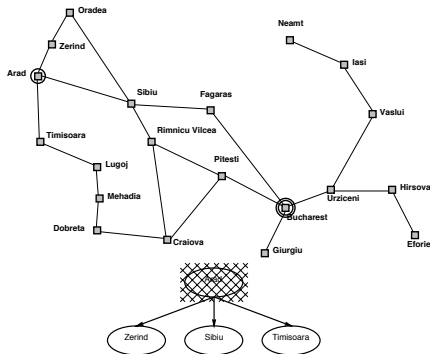 Oradea
Neamt
Zerind
Iasi
Arad
Sibiu
Fagaras
Vaslui
Rimnicu Vilcea
Timisoara
Lugoj
Pitesti
Hirsova
Mehadia
Urziceni
Bucharest
Dobreta
Craiova
Eforie
Giurgiu
Zerind
Sibiu
Timisoara